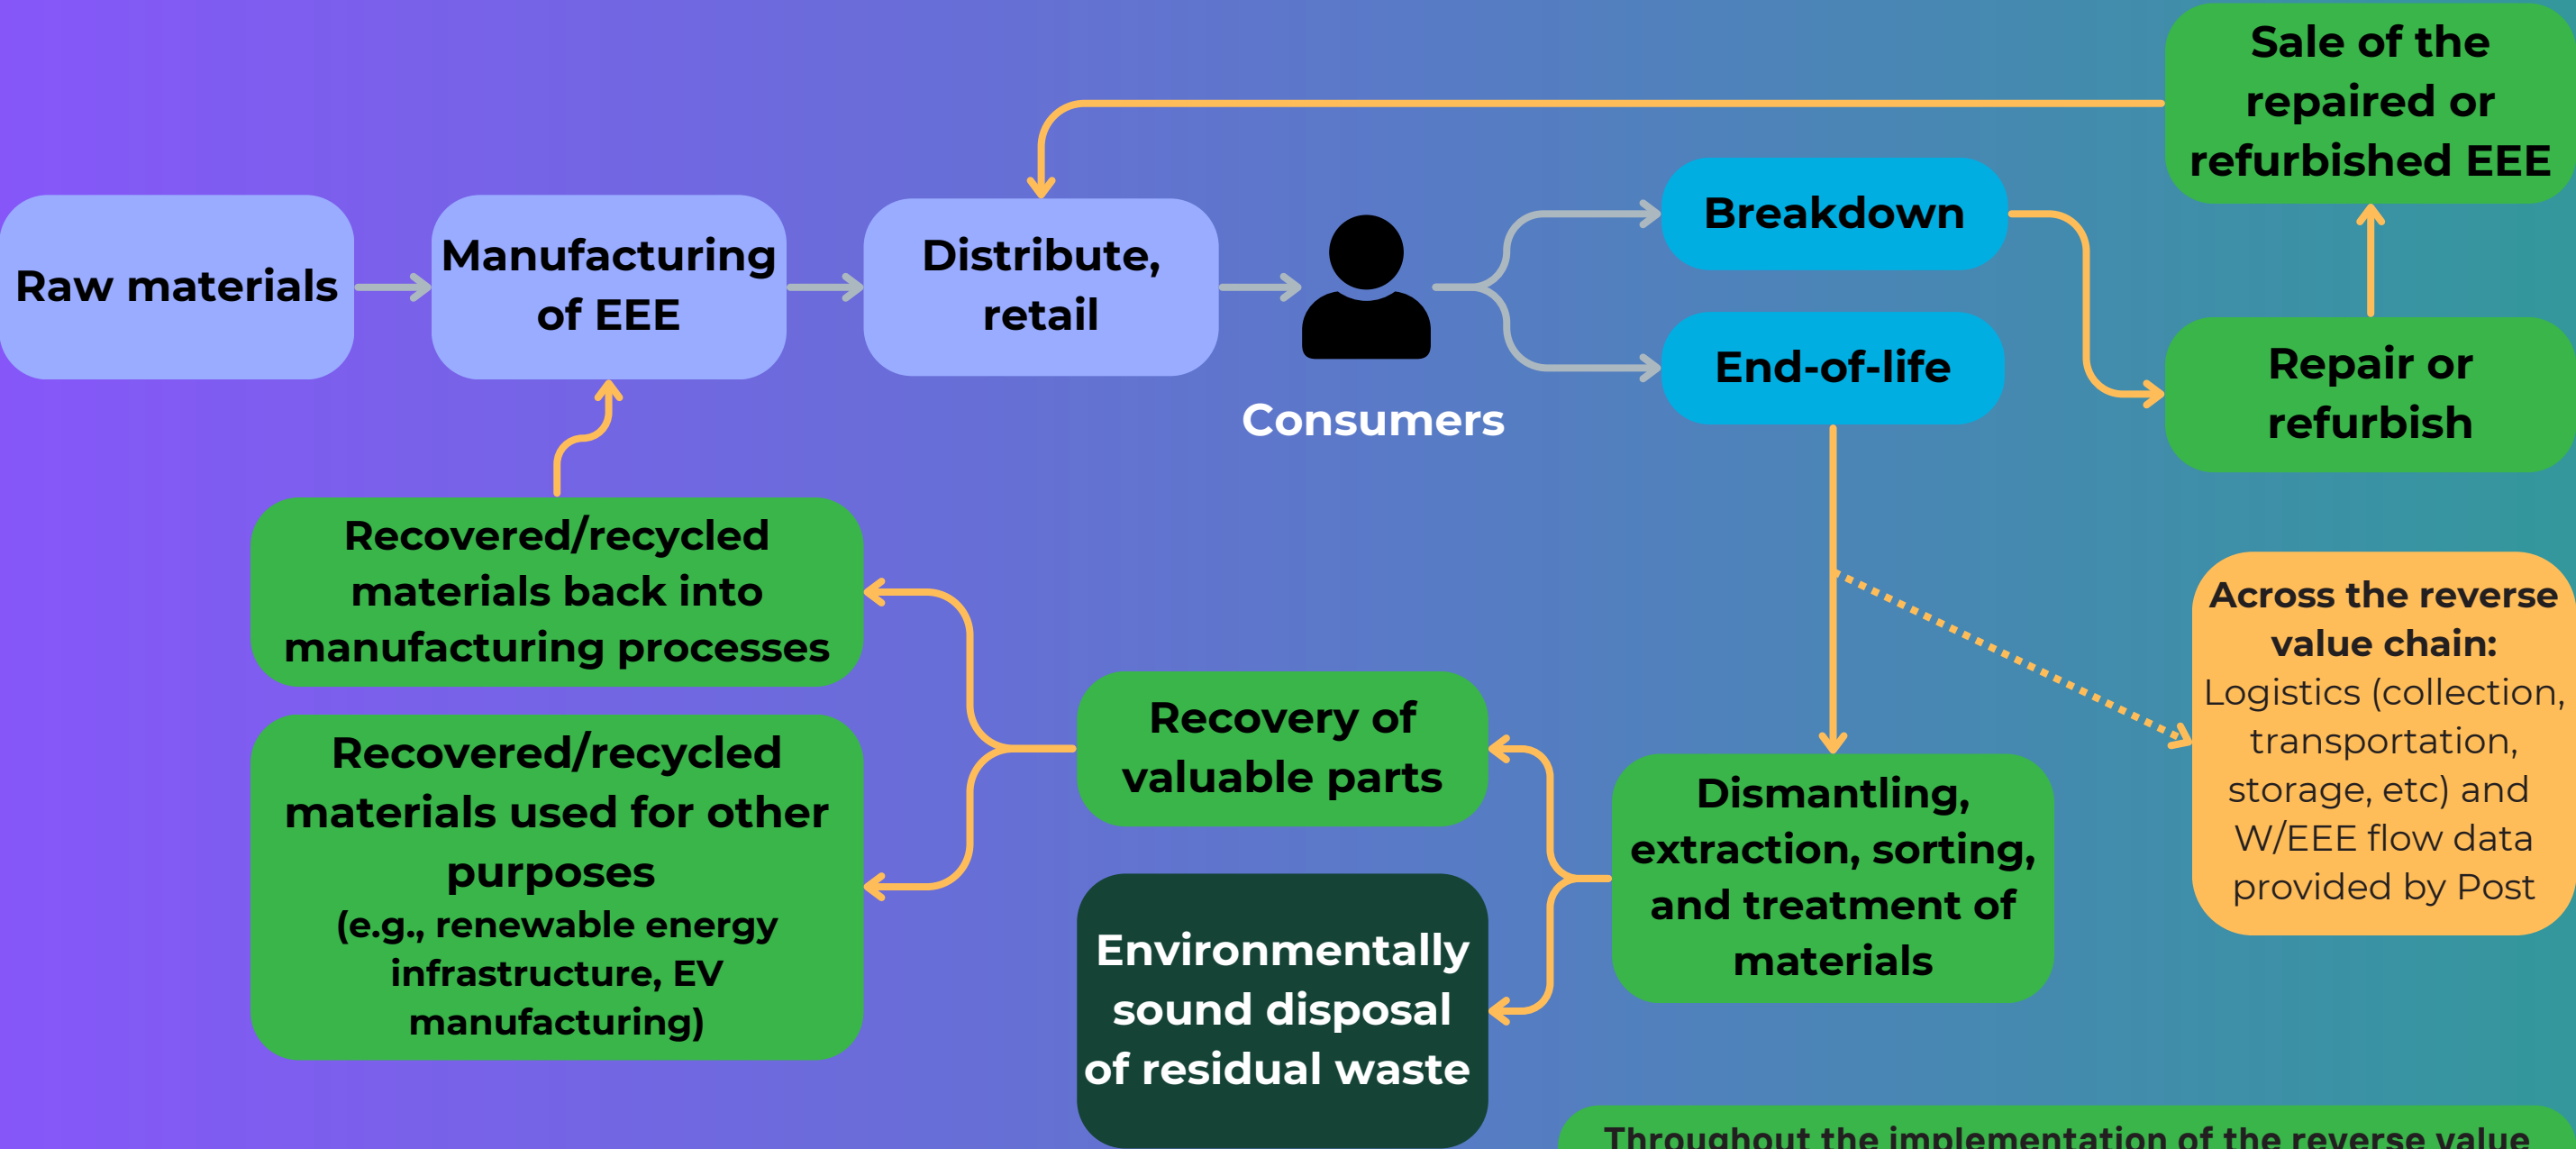 Sale of the
repaired or
refurbished EEE
Raw materials
Manufacturing
of EEE
Distribute,
retail
Consumers
Breakdown
End-of-life
Repair or
refurbish
Recovered/recycled
materials back into
manufacturing processes
Recovered/recycled
materials used for other
purposes
(e.g., renewable energy
infrastructure, EV
manufacturing)
Recovery of
valuable parts
Environmentally
sound disposal
of residual waste
Dismantling,
extraction, sorting,
and treatment of
materials
Across the reverse
value chain:
Logistics (collection,
transportation,
storage, etc) and
W/EEE flow data
provided by Post
Throughout the implementation of the reverse value